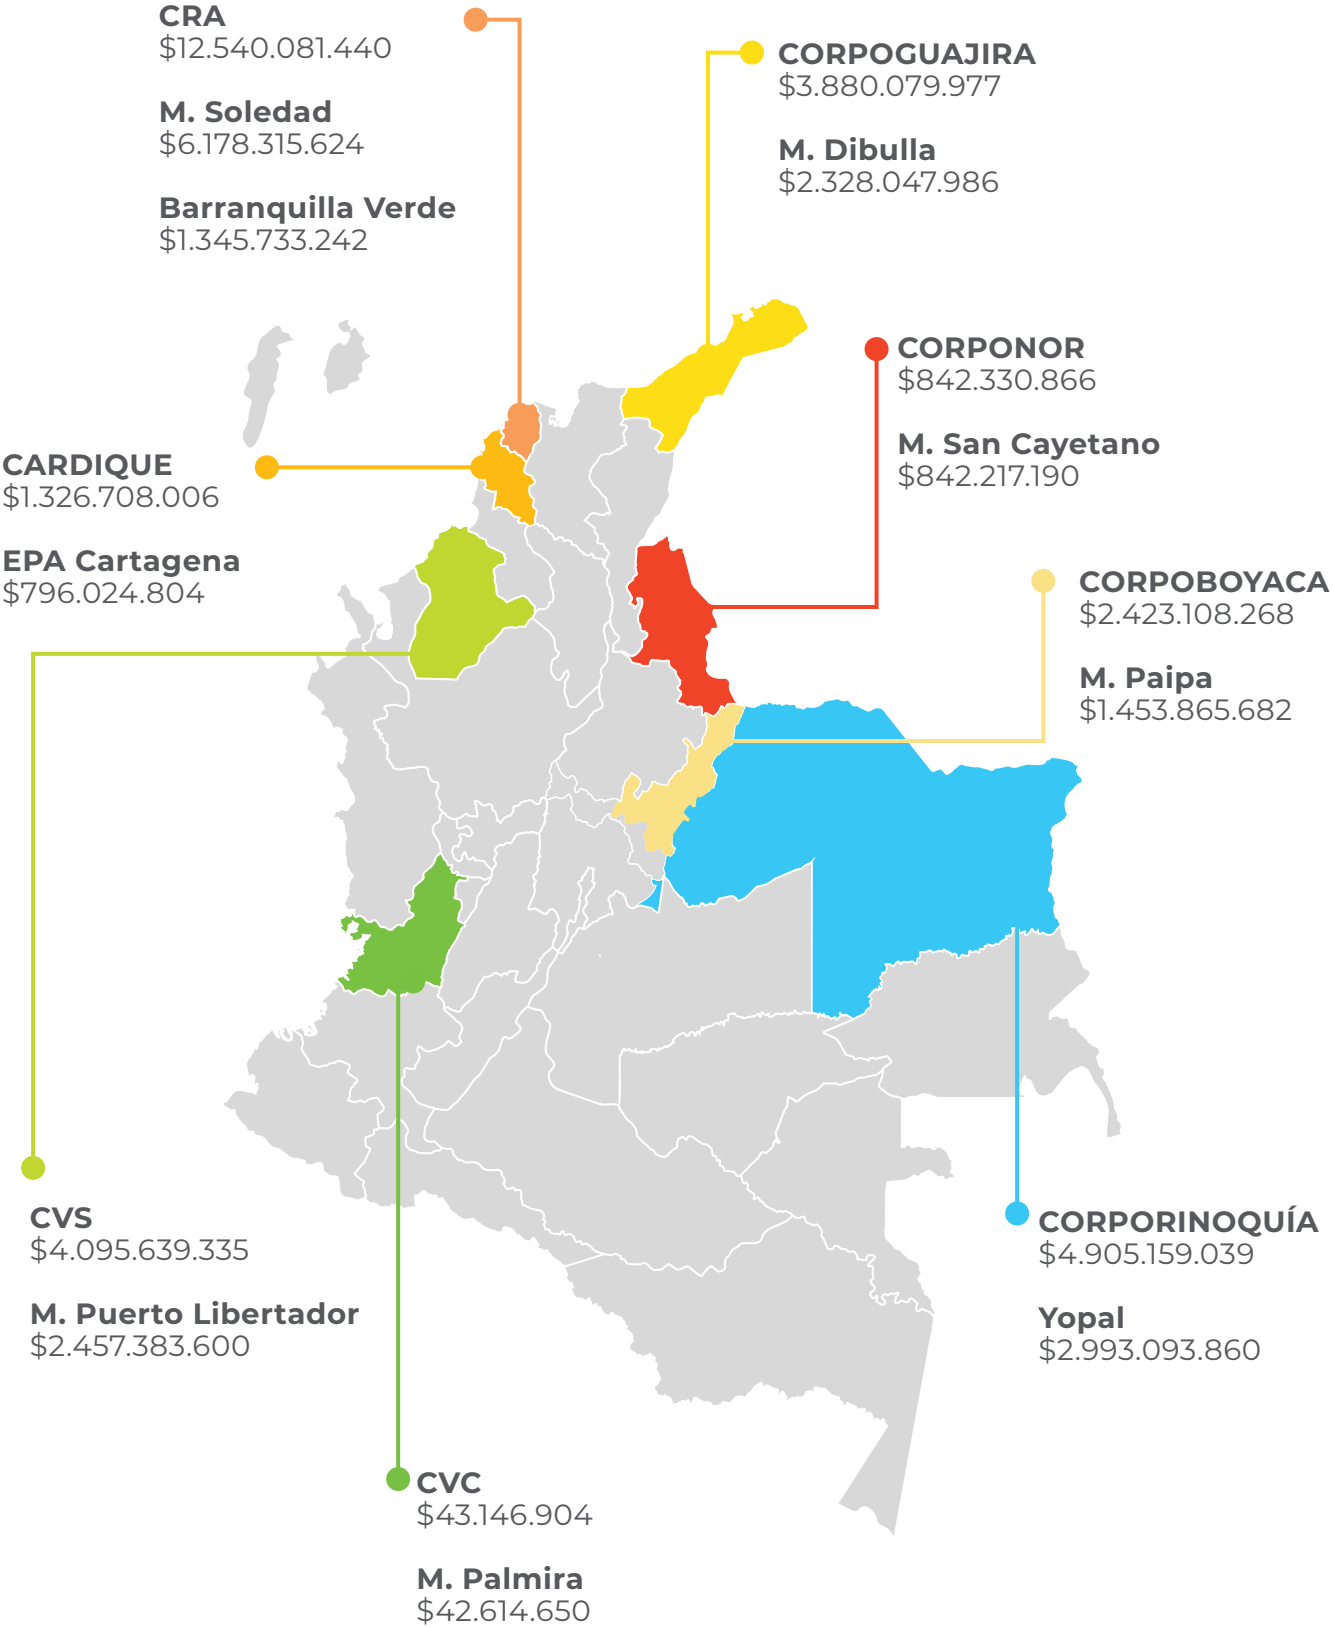 CRA
$12.540.081.440
M. Soledad
$6.178.315.624
Barranquilla Verde
$1.345.733.242
CORPOGUAJIRA
$3.880.079.977
M. Dibulla
$2.328.047.986
CORPONOR
$842.330.866
M. San Cayetano
$842.217.190
CARDIQUE
$1.326.708.006
EPA Cartagena
$796.024.804
CORPOBOYACA
$2.423.108.268
M. Paipa
$1.453.865.682
CVS
$4.095.639.335
M. Puerto Libertador
$2.457.383.600
CORPORINOQUÍA
$4.905.159.039
Yopal
$2.993.093.860
CVC
$43.146.904
M. Palmira
$42.614.650